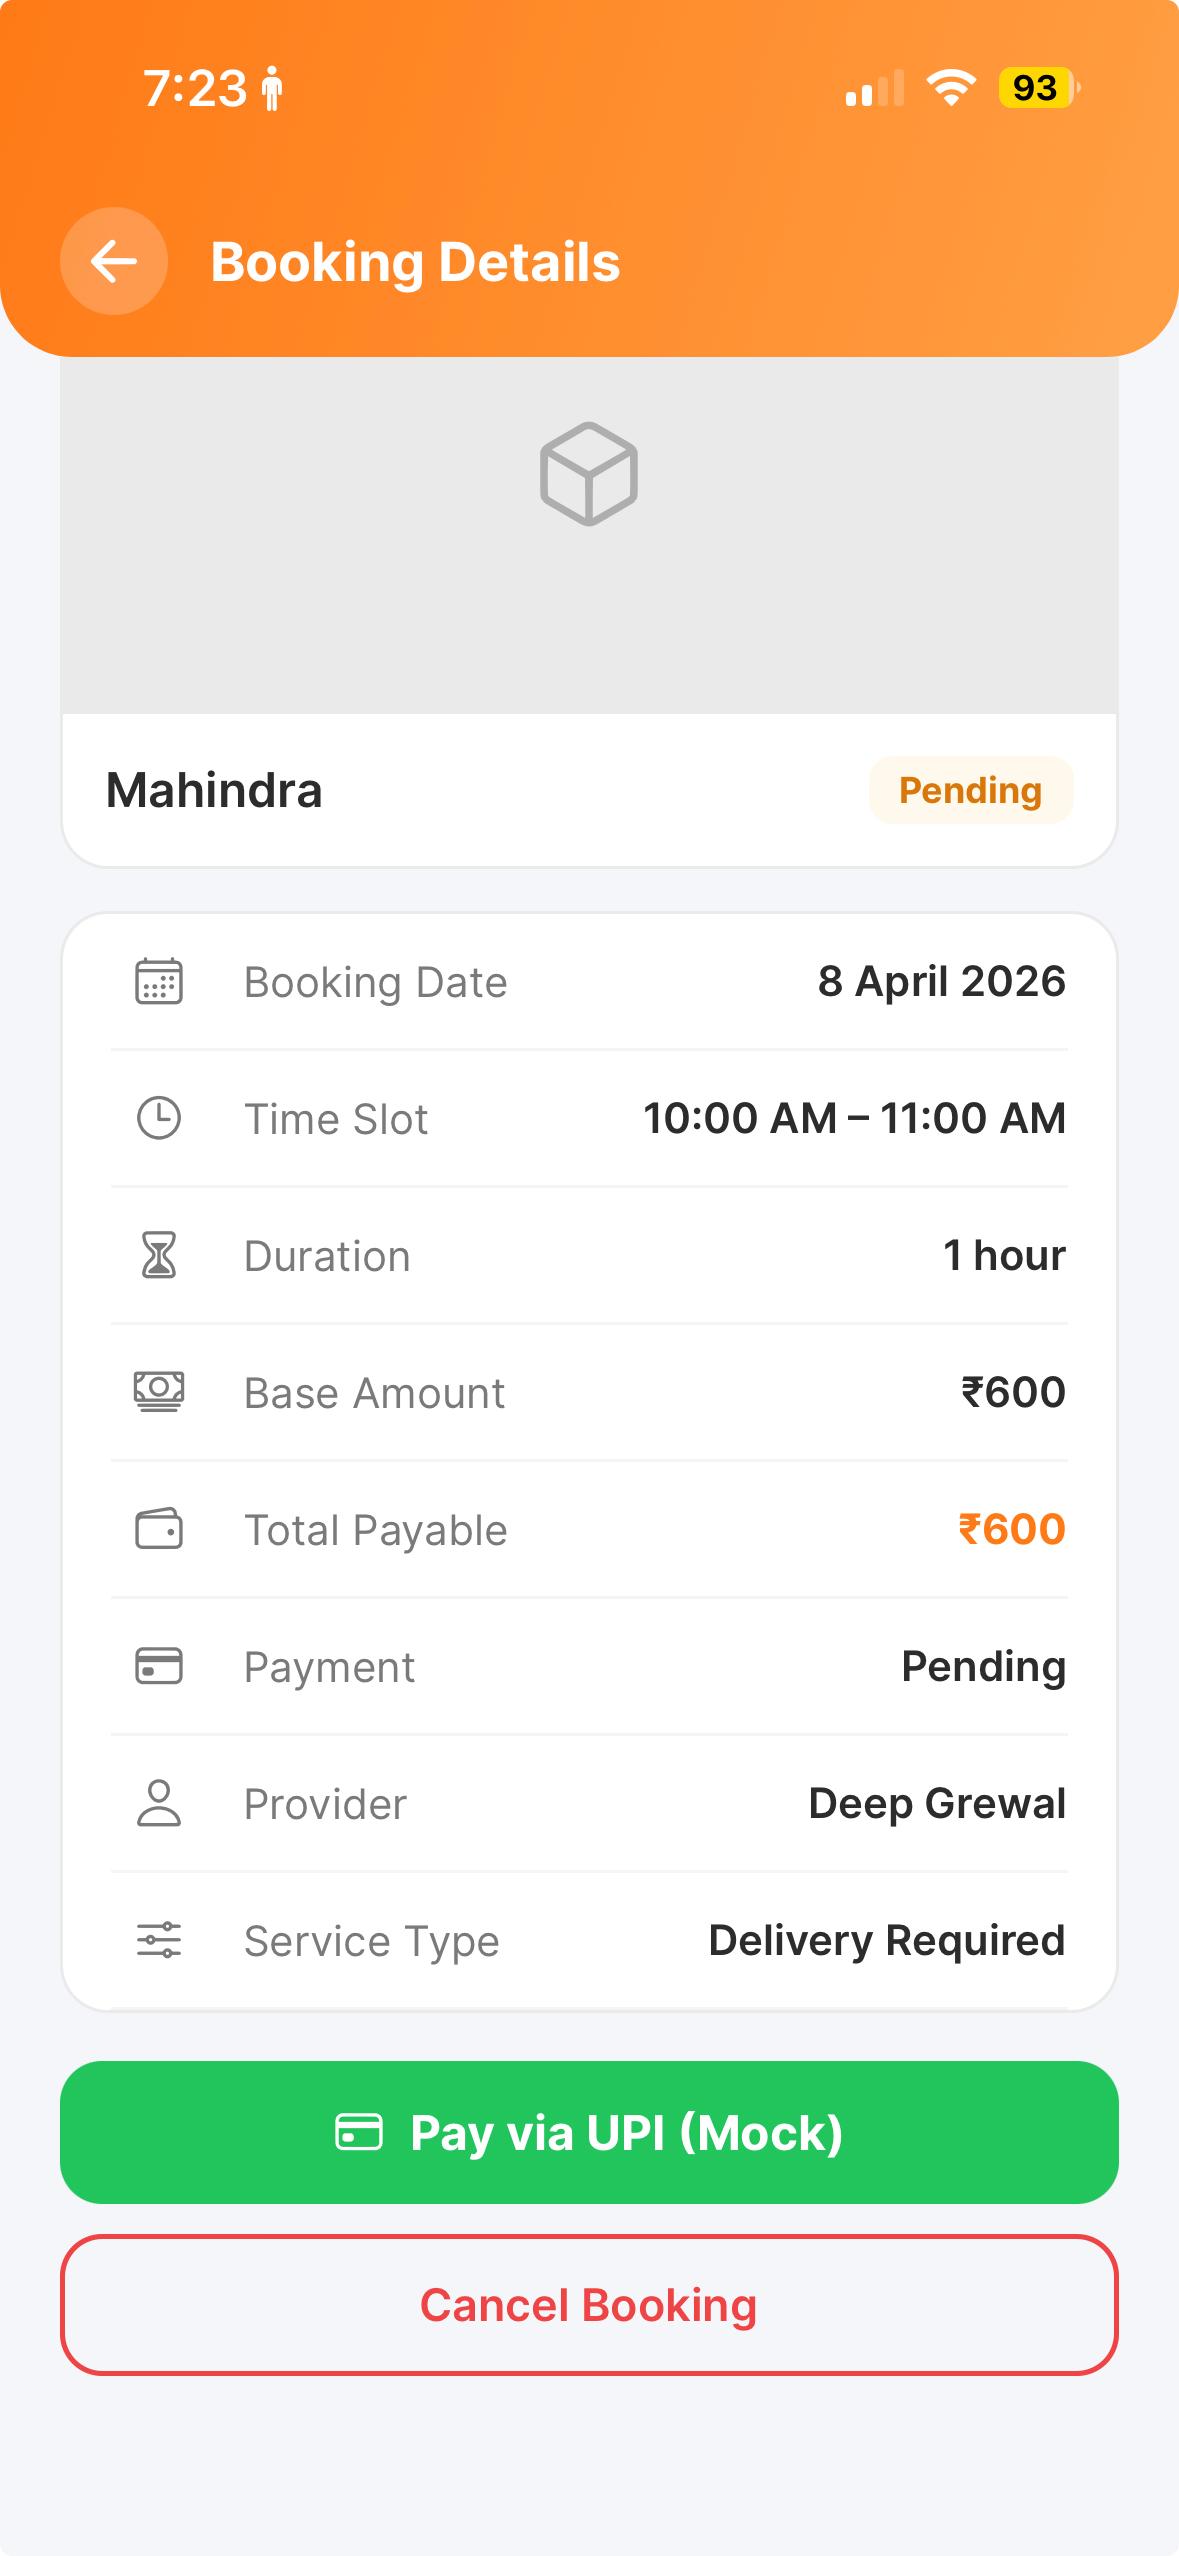 7:23
93
Booking Details
Mahindra
Pending
Booking Date 8 April 2026
Time Slot 10:00 AM – 11:00 AM
Duration 1 hour
Base Amount ₹600
Total Payable ₹600
Payment Pending
Provider Deep Grewal
Service Type Delivery Required
Pay via UPI (Mock)
Cancel Booking